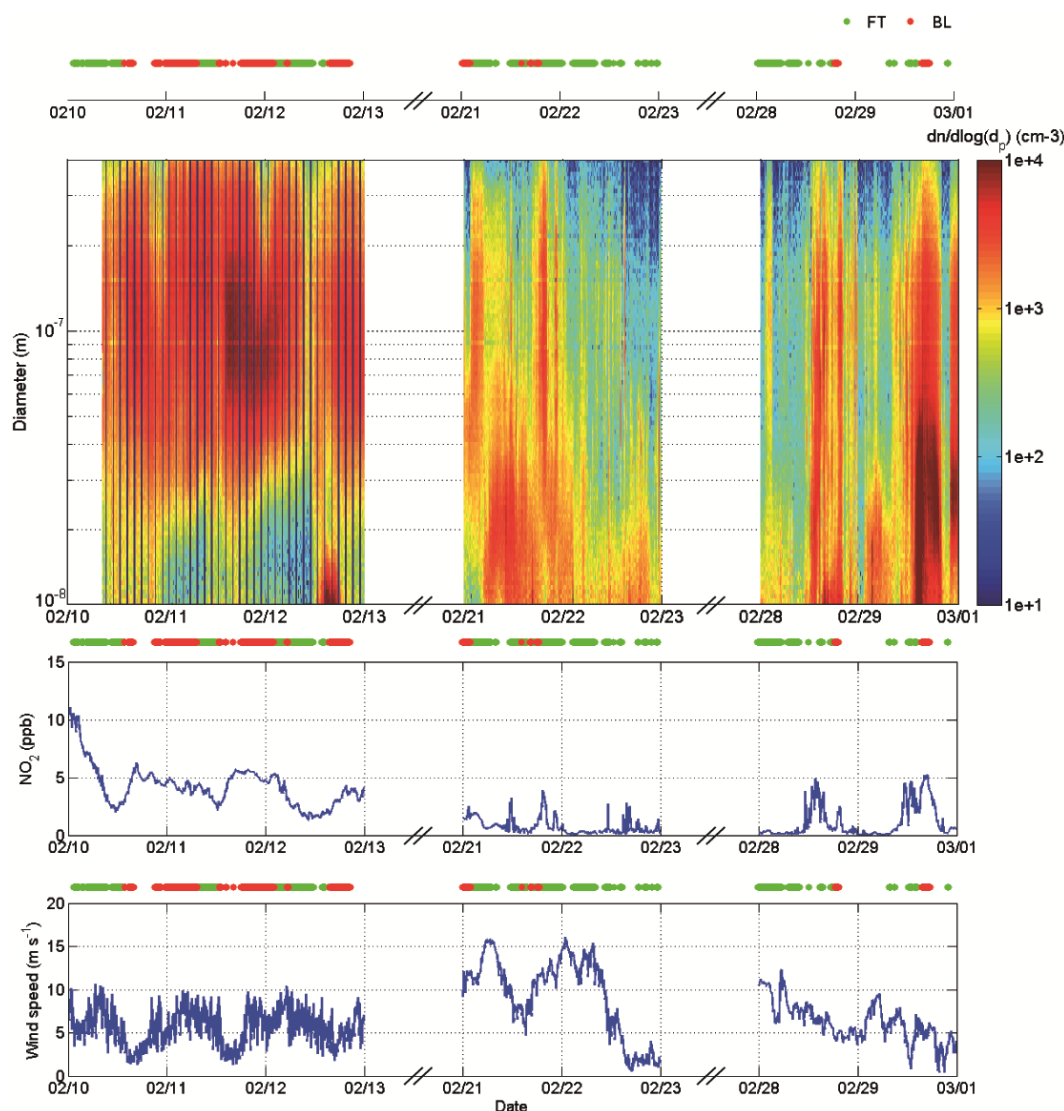 FT BL
0210 02/11 02/12 02/13 02/21 02/22 02/23 02/28 02/29 03/01
dn/dlog(d_p) (cm-3)
1e+4
1e+3
1e+2
1e+1
Diameter (m)
10^-7
10^-8
02/10 02/11 02/12 02/13 02/21 02/22 02/23 02/28 02/29 03/01
NO_2 (ppb)
15
10
5
0
02/10 02/11 02/12 02/13 02/21 02/22 02/23 02/28 02/29 03/01
Wind speed (m s^-1)
20
15
10
5
0
02/10 02/11 02/12 02/13 02/21 02/22 02/23 02/28 02/29 03/01
Date